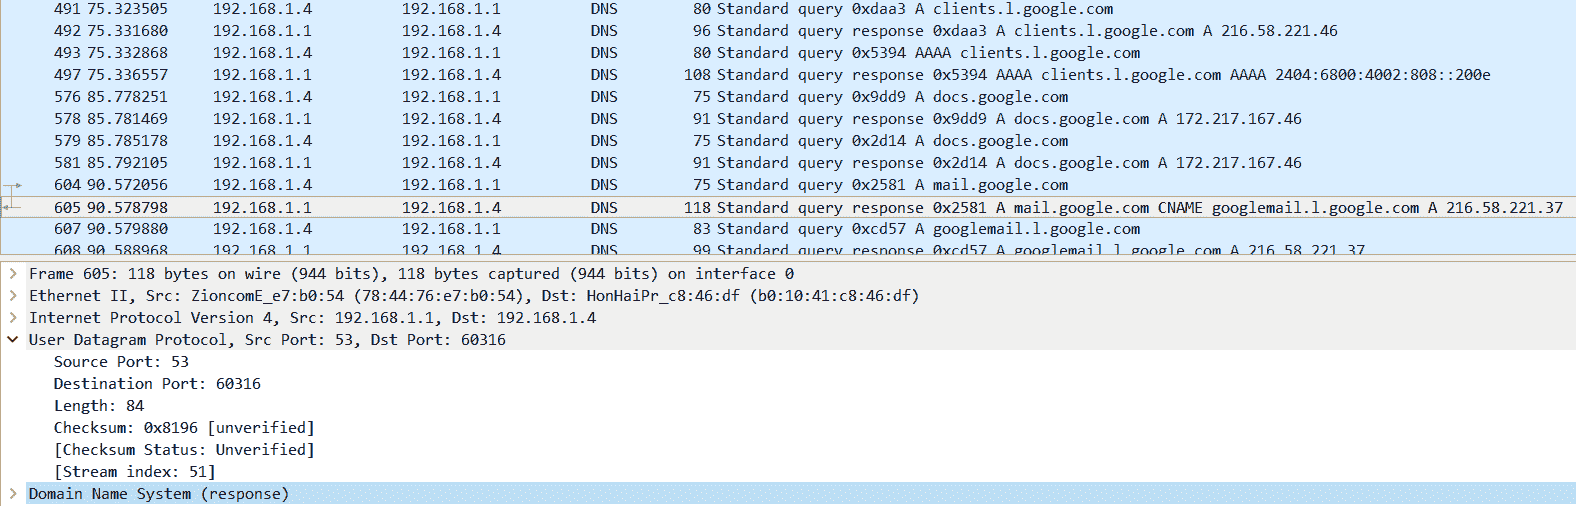 491 75.323505 192.168.1.4 192.168.1.1 DNS 80 Standard query 0xdaa3 A clients.l.google.com
492 75.331680 192.168.1.1 192.168.1.4 DNS 96 Standard query response 0xdaa3 A clients.l.google.com A 216.58.221.46
493 75.332868 192.168.1.4 192.168.1.1 DNS 80 Standard query 0x5394 AAAA clients.l.google.com
497 75.336557 192.168.1.1 192.168.1.4 DNS 108 Standard query response 0x5394 AAAA clients.l.google.com AAAA 2404:6800:4002:808::200e
576 85.778251 192.168.1.4 192.168.1.1 DNS 75 Standard query 0x9dd9 A docs.google.com
578 85.781469 192.168.1.1 192.168.1.4 DNS 91 Standard query response 0x9dd9 A docs.google.com A 172.217.167.46
579 85.785178 192.168.1.4 192.168.1.1 DNS 75 Standard query 0x2d14 A docs.google.com
581 85.792105 192.168.1.1 192.168.1.4 DNS 91 Standard query response 0x2d14 A docs.google.com A 172.217.167.46
604 90.572056 192.168.1.4 192.168.1.1 DNS 75 Standard query 0x2581 A mail.google.com
605 90.578798 192.168.1.1 192.168.1.4 DNS 118 Standard query response 0x2581 A mail.google.com CNAME googlemail.l.google.com A 216.58.221.37
607 90.579880 192.168.1.4 192.168.1.1 DNS 83 Standard query 0xcd57 A googlemail.l.google.com
608 90.588968 192.168.1.1 192.168.1.4 DNS 99 Standard query response 0xcd57 A googlemail.l.google.com A 216.58.221.37
Frame 605: 118 bytes on wire (944 bits), 118 bytes captured (944 bits) on interface 0
Ethernet II, Src: ZioncomE_e7:b0:54 (78:44:76:e7:b0:54), Dst: HonHaiPr_c8:46:df (b0:10:41:c8:46:df)
Internet Protocol Version 4, Src: 192.168.1.1, Dst: 192.168.1.4
User Datagram Protocol, Src Port: 53, Dst Port: 60316
Source Port: 53
Destination Port: 60316
Length: 84
Checksum: 0x8196 [unverified]
[Checksum Status: Unverified]
[Stream index: 51]
Domain Name System (response)